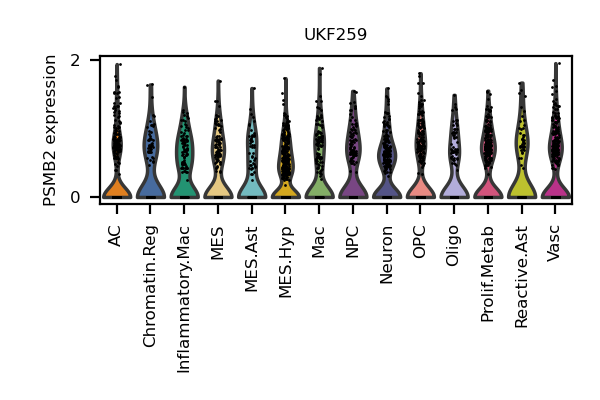 UKF259
PSMB2 expression
2
0
AC
Chromatin.Reg
Inflammatory.Mac
MES
MES.Ast
MES.Hyp
Mac
NPC
Neuron
OPC
Oligo
Prolif.Metab
Reactive.Ast
Vasc